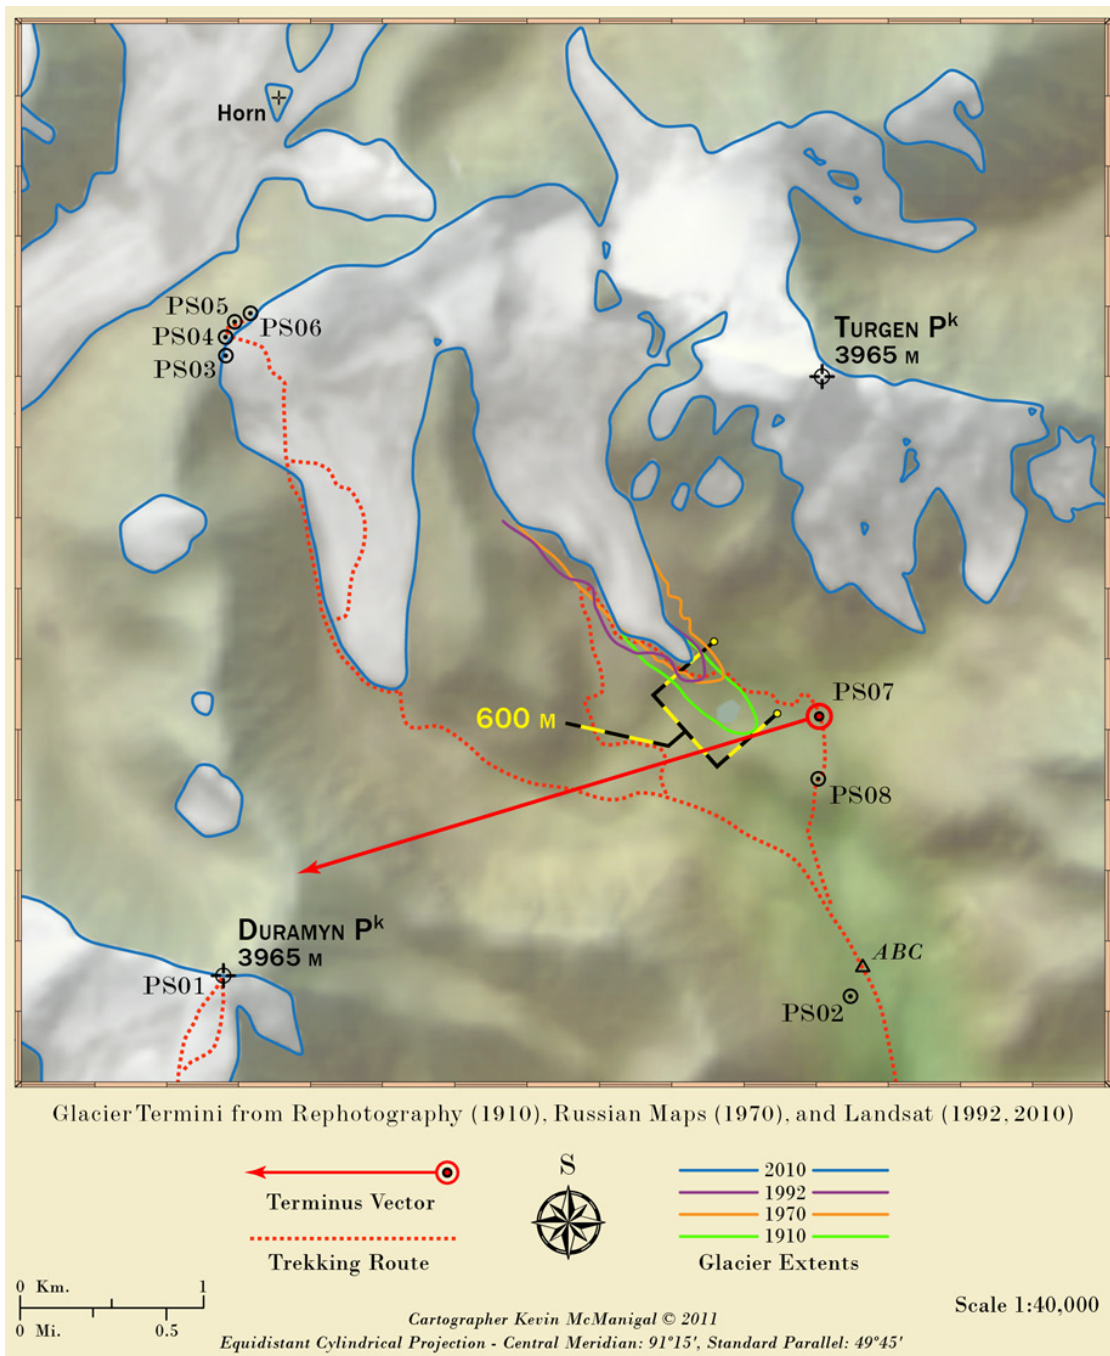 Horn
PS05
PS06
PS04
PS03
TURGEN Pk
3965 M
PS07
600 M
PS08
DURAMYN Pk
3965 M
PS01
ABC
PS02
Glacier Termini from Rephotography (1910), Russian Maps (1970), and Landsat (1992, 2010)
S
Terminus Vector
Trekking Route
2010
1992
1970
1910
Glacier Extents
0 Km. 1
0 Mi. 0.5
Scale 1:40,000
Cartographer Kevin McManigal © 2011
Equidistant Cylindrical Projection - Central Meridian: 91°15', Standard Parallel: 49°45'